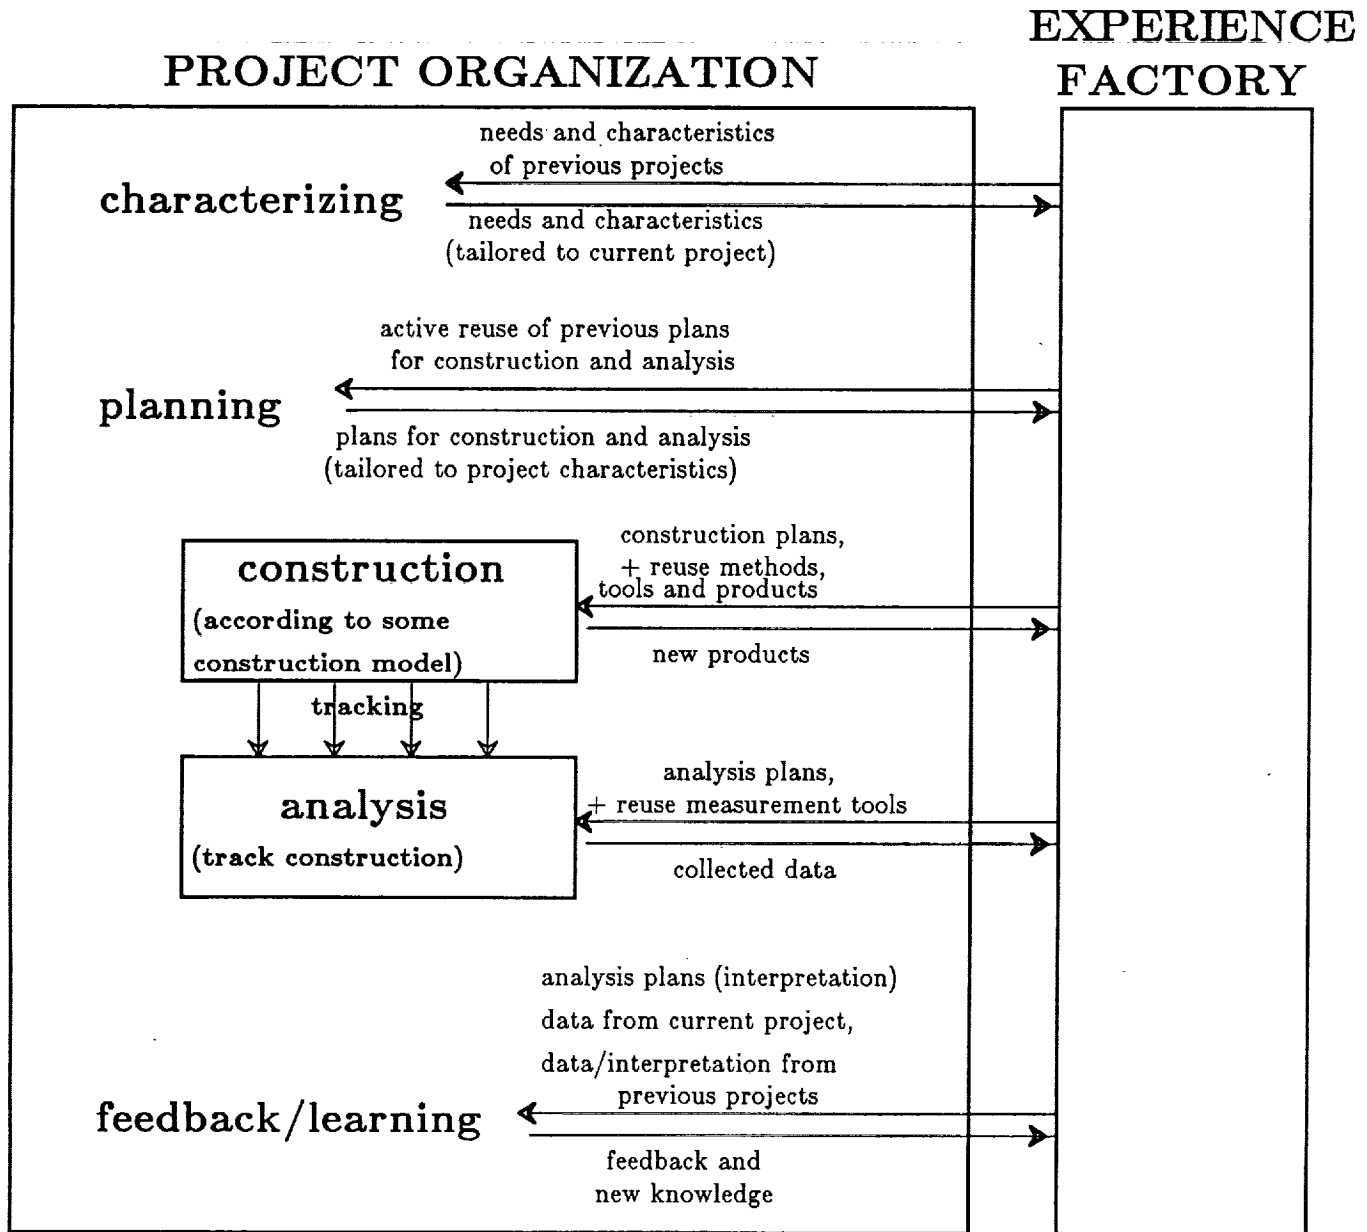 EXPERIENCE
FACTORY
PROJECT ORGANIZATION
needs and characteristics
of previous projects
characterizing
needs and characteristics
(tailored to current project)
active reuse of previous plans
for construction and analysis
planning
plans for construction and analysis
(tailored to project characteristics)
construction
(according to some
construction model)
construction plans,
+ reuse methods,
tools and products
new products
tracking
analysis
(track construction)
analysis plans,
+ reuse measurement tools
collected data
analysis plans (interpretation)
data from current project,
data/interpretation from
previous projects
feedback/learning
feedback and
new knowledge